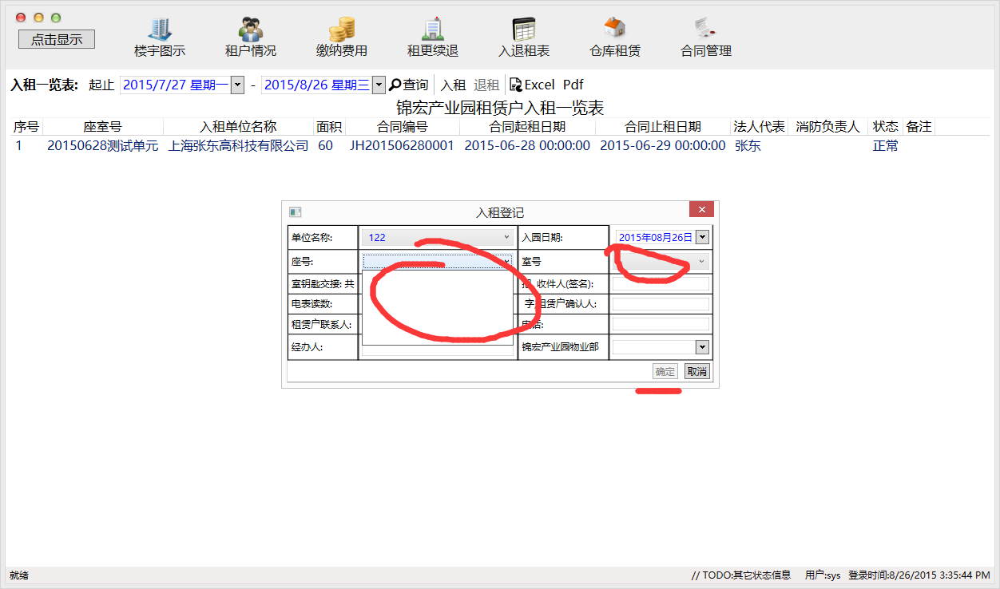 点击显示
楼宇图示 租户情况 缴纳费用 租更续退 入退租表 仓库租赁 合同管理
入租一览表: 起止 2015/7/27 星期一 - 2015/8/26 星期三 查询 入租 退租 Excel Pdf
锦宏产业园租赁户入租一览表
序号 座室号 入租单位名称 面积 合同编号 合同起租日期 合同止租日期 法人代表 消防负责人 状态 备注
1 20150628测试单元 上海张东高科技有限公司 60 JH201506280001 2015-06-28 00:00:00 2015-06-29 00:00:00 张东 正常
入租登记
单位名称: 122 入园日期: 2015年08月26日
座号: 室号
室钥匙交接: 共 收件人(签名):
电表读数: 字,租赁户确认人:
租赁户联系人: 电话:
经办人: 锦宏产业园物业部
确定 取消
就绪 // TODO:其它状态信息 用户:sys 登录时间:8/26/2015 3:35:44 PM